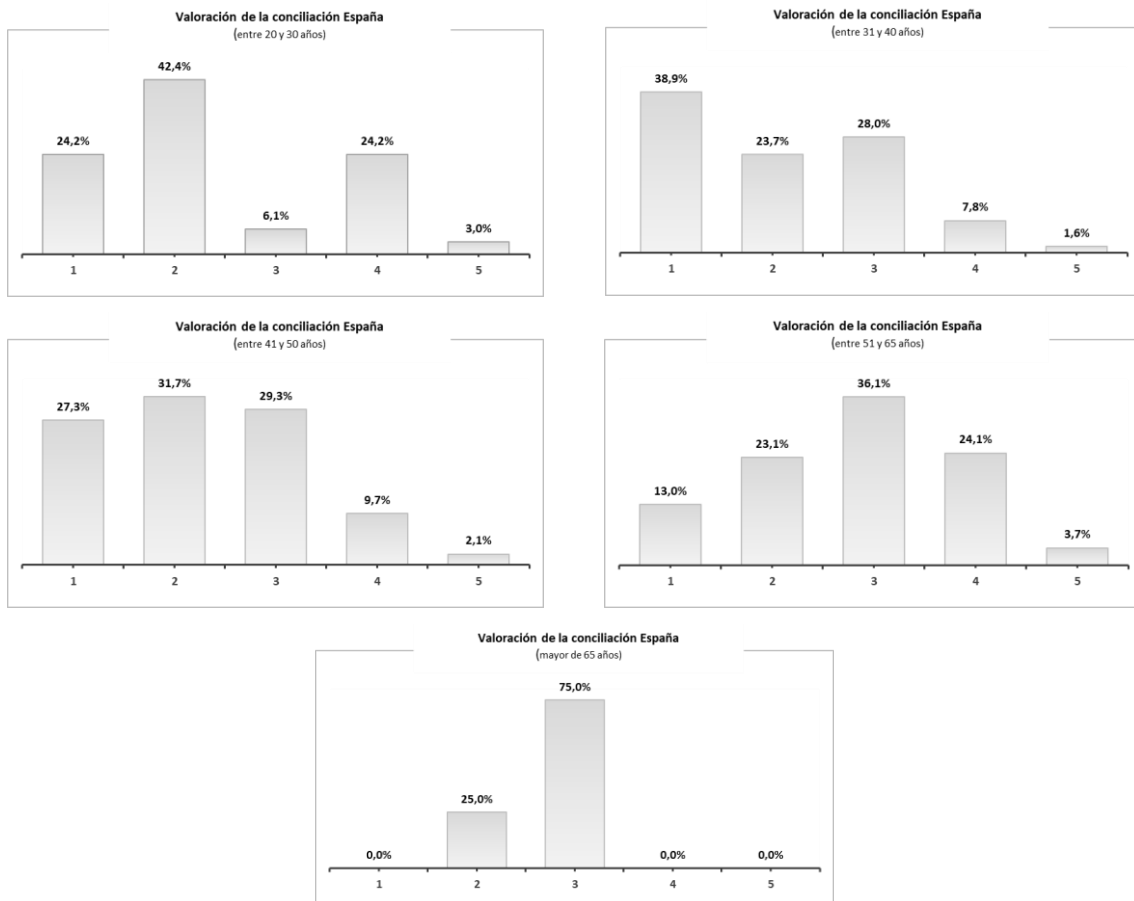 Valoración de la conciliación España
(entre 20 y 30 años)
24,2%
42,4%
6,1%
24,2%
3,0%
1 2 3 4 5
Valoración de la conciliación España
(entre 31 y 40 años)
38,9%
23,7%
28,0%
7,8%
1,6%
1 2 3 4 5
Valoración de la conciliación España
(entre 41 y 50 años)
27,3%
31,7%
29,3%
9,7%
2,1%
1 2 3 4 5
Valoración de la conciliación España
(entre 51 y 65 años)
13,0%
23,1%
36,1%
24,1%
3,7%
1 2 3 4 5
Valoración de la conciliación España
(mayor de 65 años)
0,0%
25,0%
75,0%
0,0%
0,0%
1 2 3 4 5